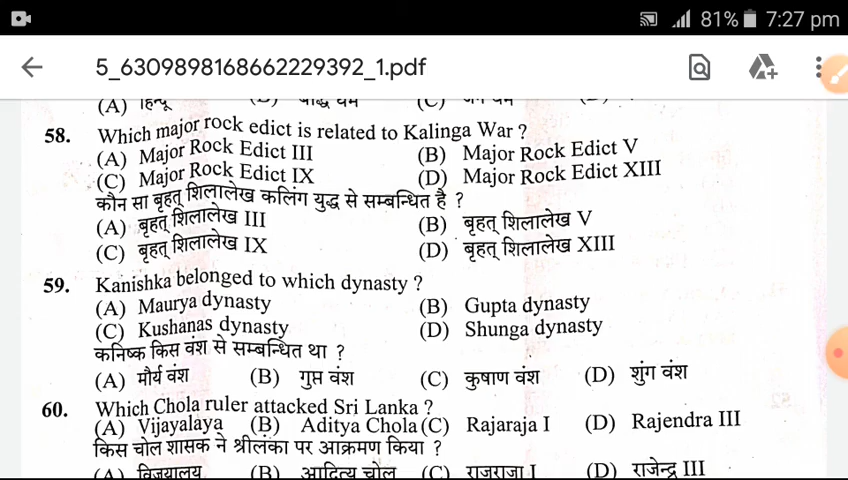 81% 7:27 pm
5_6309898168662229392_1.pdf
(A) हिन्दू
58. Which major rock edict is related to Kalinga War ?
(A) Major Rock Edict III (B) Major Rock Edict V
(C) Major Rock Edict IX (D) Major Rock Edict XIII
कौन सा बृहत् शिलालेख कलिंग युद्ध से सम्बन्धित है ?
(A) बृहत् शिलालेख III (B) बृहत् शिलालेख V
(C) बृहत् शिलालेख IX (D) बृहत् शिलालेख XIII
59. Kanishka belonged to which dynasty ?
(A) Maurya dynasty (B) Gupta dynasty
(C) Kushanas dynasty (D) Shunga dynasty
कनिष्क किस वंश से सम्बन्धित था ?
(A) मौर्य वंश (B) गुप्त वंश (C) कुषाण वंश (D) शुंग वंश
60. Which Chola ruler attacked Sri Lanka ?
(A) Vijayalaya (B) Aditya Chola (C) Rajaraja I (D) Rajendra III
किस चोल शासक ने श्रीलंका पर आक्रमण किया ?
(A) विजयालय (B) आदित्य चोल (C) राजराजा I (D) राजेन्द्र III